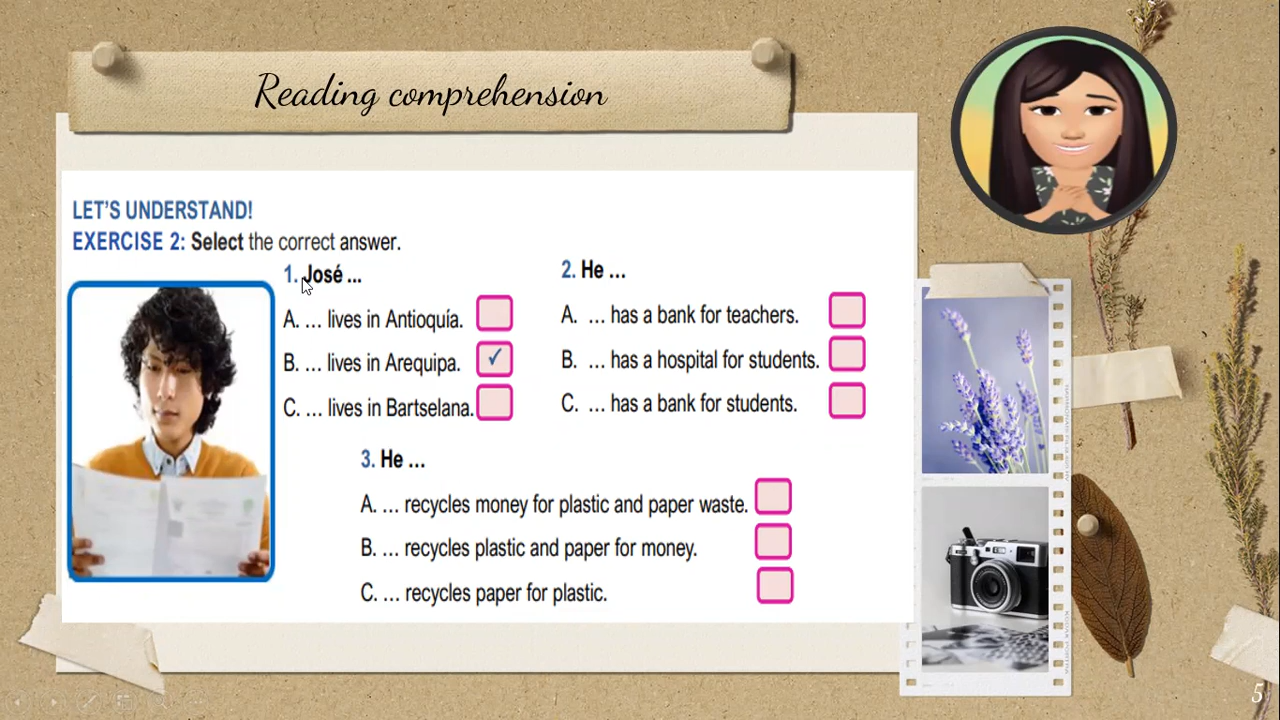 Reading comprehension
LET'S UNDERSTAND!
EXERCISE 2: Select the correct answer.
1. José ...
A. ... lives in Antioquía.
B. ... lives in Arequipa. ✓
C. ... lives in Bartselana.
2. He ...
A. ... has a bank for teachers.
B. ... has a hospital for students.
C. ... has a bank for students.
3. He ...
A. ... recycles money for plastic and paper waste.
B. ... recycles plastic and paper for money.
C. ... recycles paper for plastic.
5